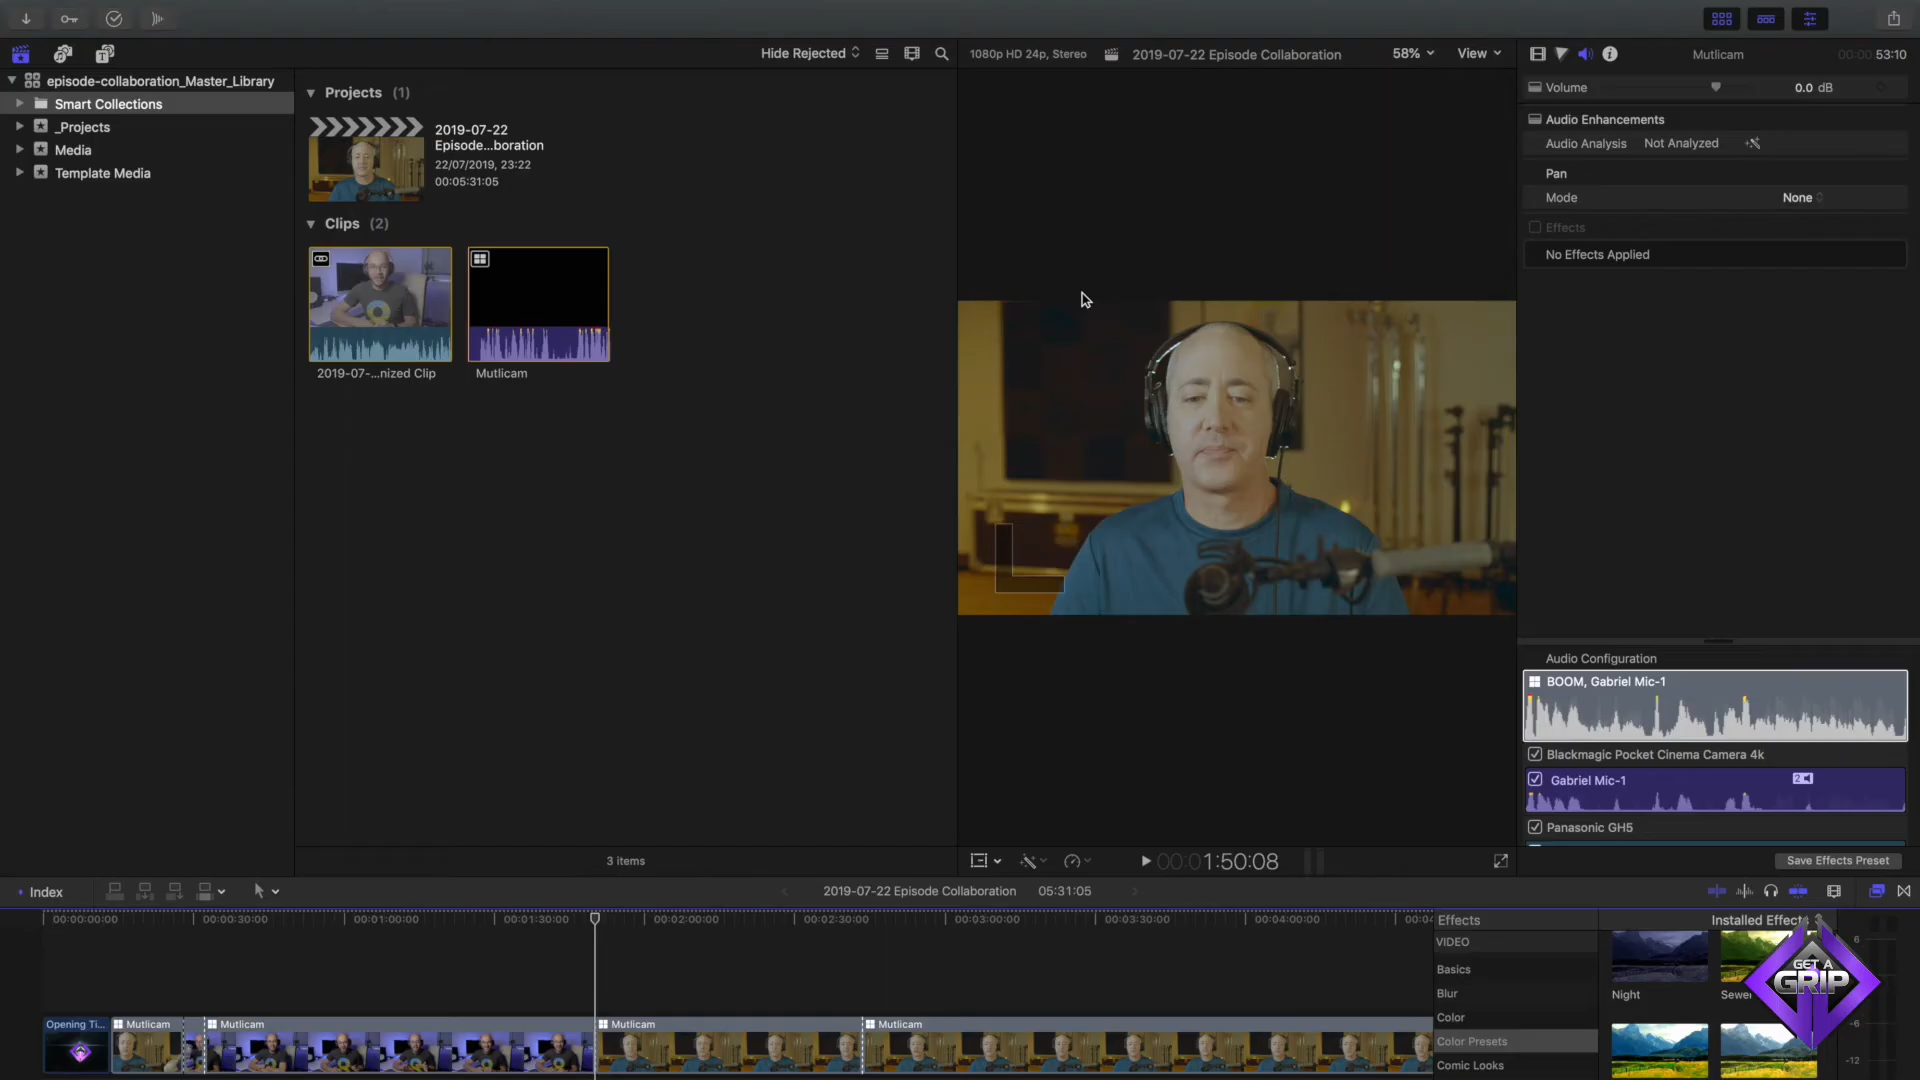 Hide Rejected
1080p HD 24p, Stereo
2019-07-22 Episode Collaboration
58%
View
Mutlicam
00:00:53:10
episode-collaboration_Master_Library
Smart Collections
_Projects
Media
Template Media
Projects (1)
2019-07-22
Episode...boration
22/07/2019, 23:22
00:05:31:05
Clips (2)
2019-07-...nized Clip
Mutlicam
Volume
0.0 dB
Audio Enhancements
Audio Analysis
Not Analyzed
Pan
Mode
None
Effects
No Effects Applied
Audio Configuration
BOOM, Gabriel Mic-1
Blackmagic Pocket Cinema Camera 4k
Gabriel Mic-1
2
Panasonic GH5
Save Effects Preset
3 items
00:01:50:08
Index
2019-07-22 Episode Collaboration
05:31:05
00:00:00:00
00:00:30:00
00:01:00:00
00:01:30:00
00:02:00:00
00:02:30:00
00:03:00:00
00:03:30:00
00:04:00:00
Effects
Installed Effects
VIDEO
Basics
Blur
Color
Color Presets
Comic Looks
Night
6
-6
-12
GET A
GRIP
Opening Ti...
Mutlicam
Mutlicam
Mutlicam
Mutlicam